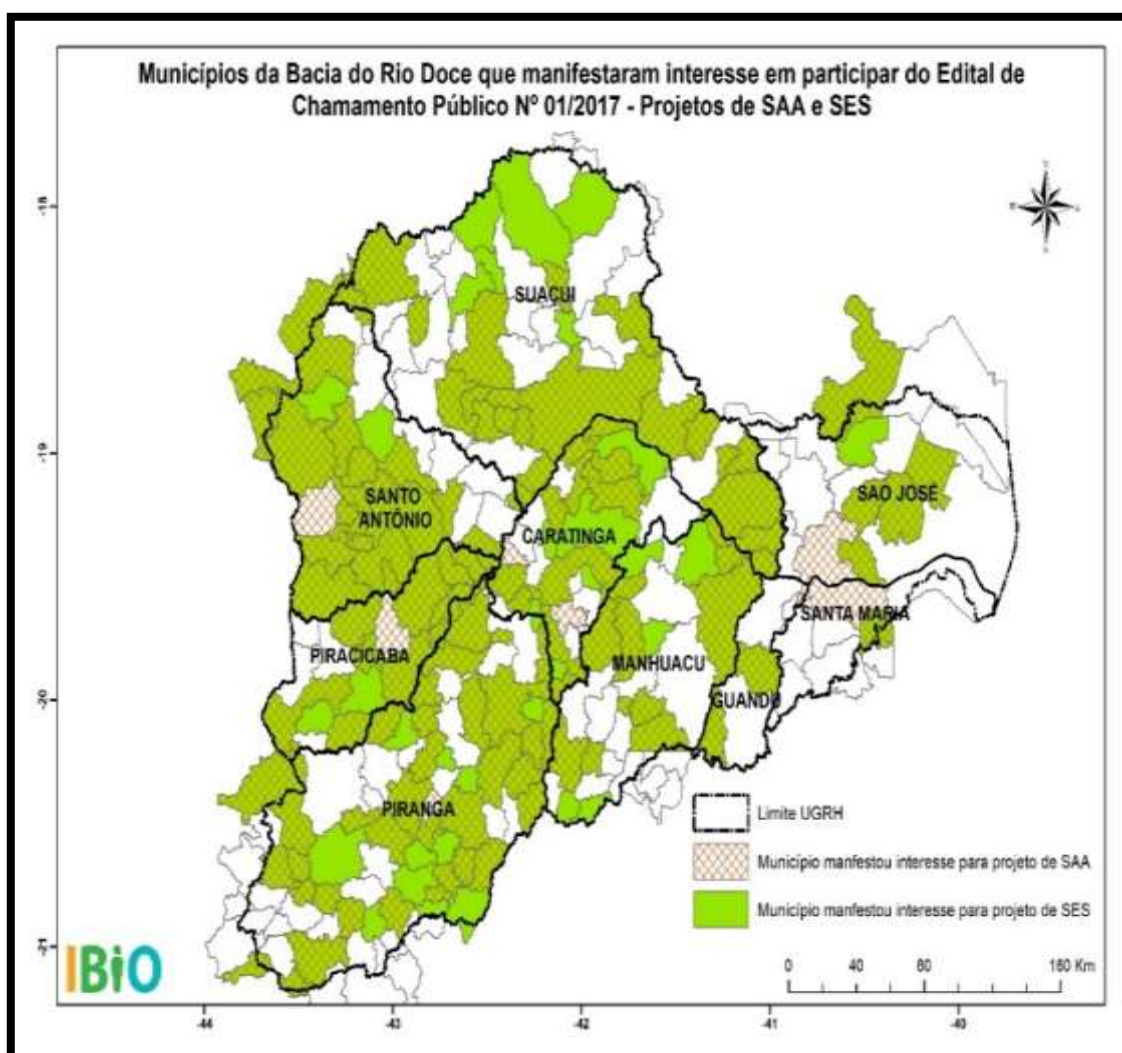 Municípios da Bacia do Rio Doce que manifestaram interesse em participar do Edital de
Chamamento Público Nº 01/2017 - Projetos de SAA e SES
-18
SUACUI
-19
SANTO
ANTÔNIO
SAO JOSE
CARATINGA
SANTA MARIA
PIRACICABA
MANHUACU
-20
GUANDU
PIRANGA
Limite UGRH
Município manfestou interesse para projeto de SAA
Município manfestou interesse para projeto de SES
-21
IBiO
0 40 80 160 Km
-44 -43 -42 -41 -40